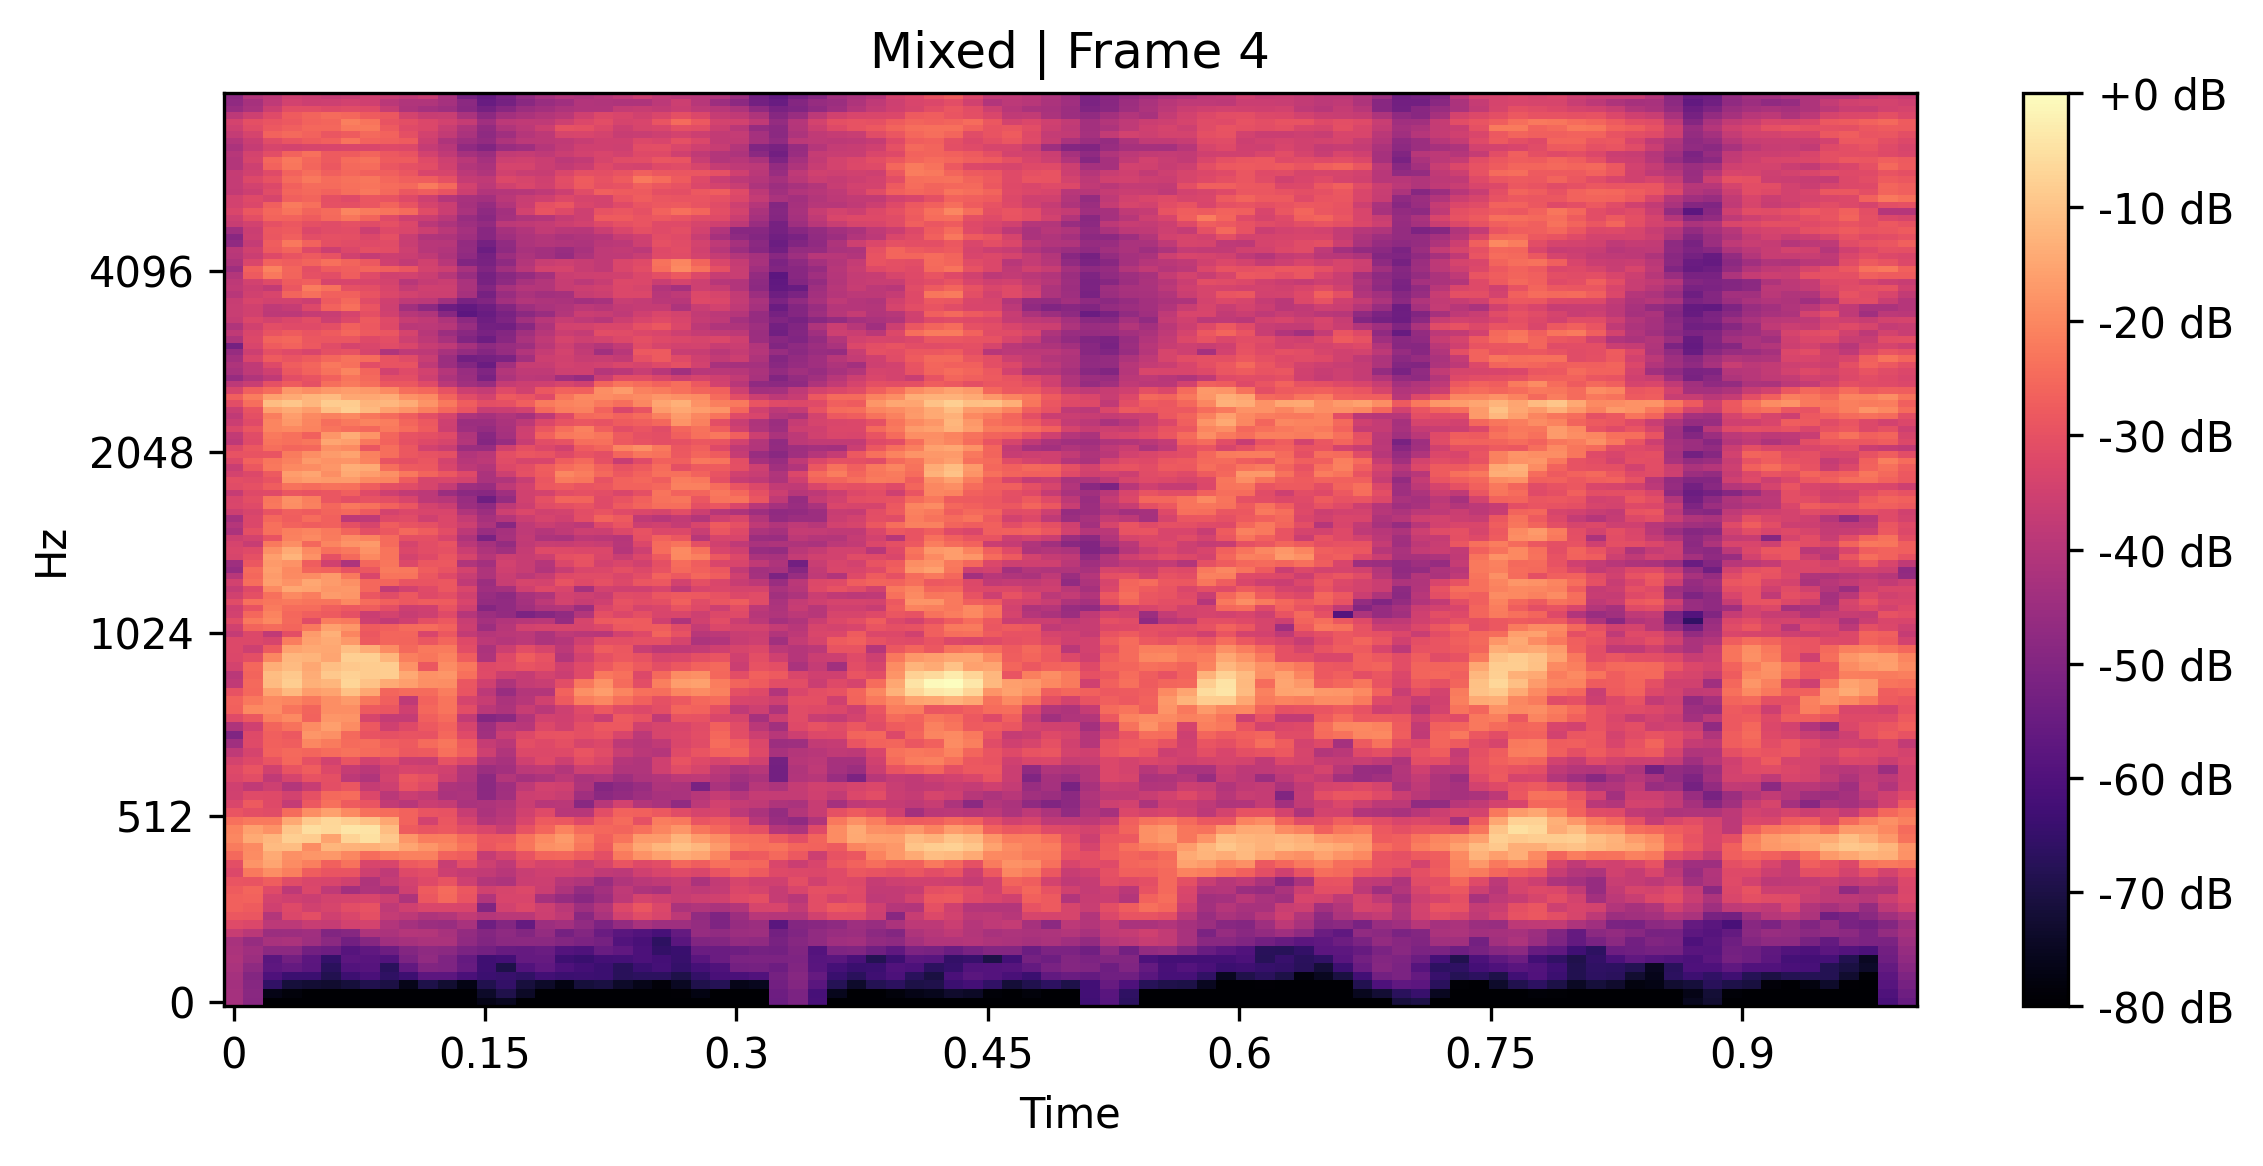 Mixed | Frame 4
Hz
4096
2048
1024
512
0
0 0.15 0.3 0.45 0.6 0.75 0.9
Time
+0 dB
-10 dB
-20 dB
-30 dB
-40 dB
-50 dB
-60 dB
-70 dB
-80 dB